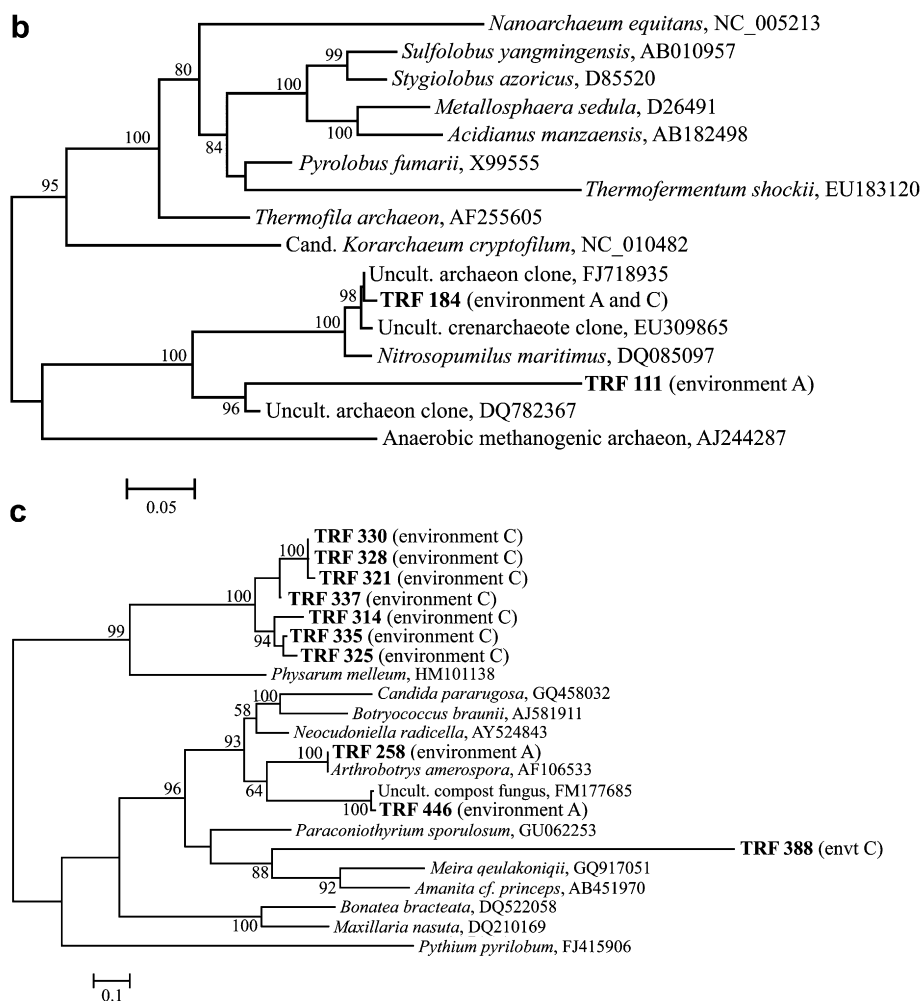 b
Nanoarchaeum equitans, NC_005213
80
99
Sulfolobus yangmingensis, AB010957
100
Stygiolobus azoricus, D85520
Metallosphaera sedula, D26491
100
84
100
Acidianus manzaensis, AB182498
Pyrolobus fumarii, X99555
95
Thermofermentum shockii, EU183120
Thermofila archaeon, AF255605
Cand. Korarchaeum cryptofilum, NC_010482
Uncult. archaeon clone, FJ718935
98
TRF 184 (environment A and C)
100
Uncult. crenarchaeote clone, EU309865
100
Nitrosopumilus maritimus, DQ085097
TRF 111 (environment A)
96
Uncult. archaeon clone, DQ782367
Anaerobic methanogenic archaeon, AJ244287
0.05
c
TRF 330 (environment C)
100
TRF 328 (environment C)
TRF 321 (environment C)
100
TRF 337 (environment C)
TRF 314 (environment C)
99
94
TRF 335 (environment C)
TRF 325 (environment C)
Physarum melleum, HM101138
100
Candida pararugosa, GQ458032
58
Botryococcus braunii, AJ581911
Neocudoniella radicella, AY524843
93
100
TRF 258 (environment A)
Arthrobotrys amerospora, AF106533
96
64
Uncult. compost fungus, FM177685
100
TRF 446 (environment A)
Paraconiothyrium sporulosum, GU062253
TRF 388 (envt C)
88
Meira qeulakoniqii, GQ917051
92
Amanita cf. princeps, AB451970
Bonatea bracteata, DQ522058
100
Maxillaria nasuta, DQ210169
Pythium pyrilobum, FJ415906
0.1